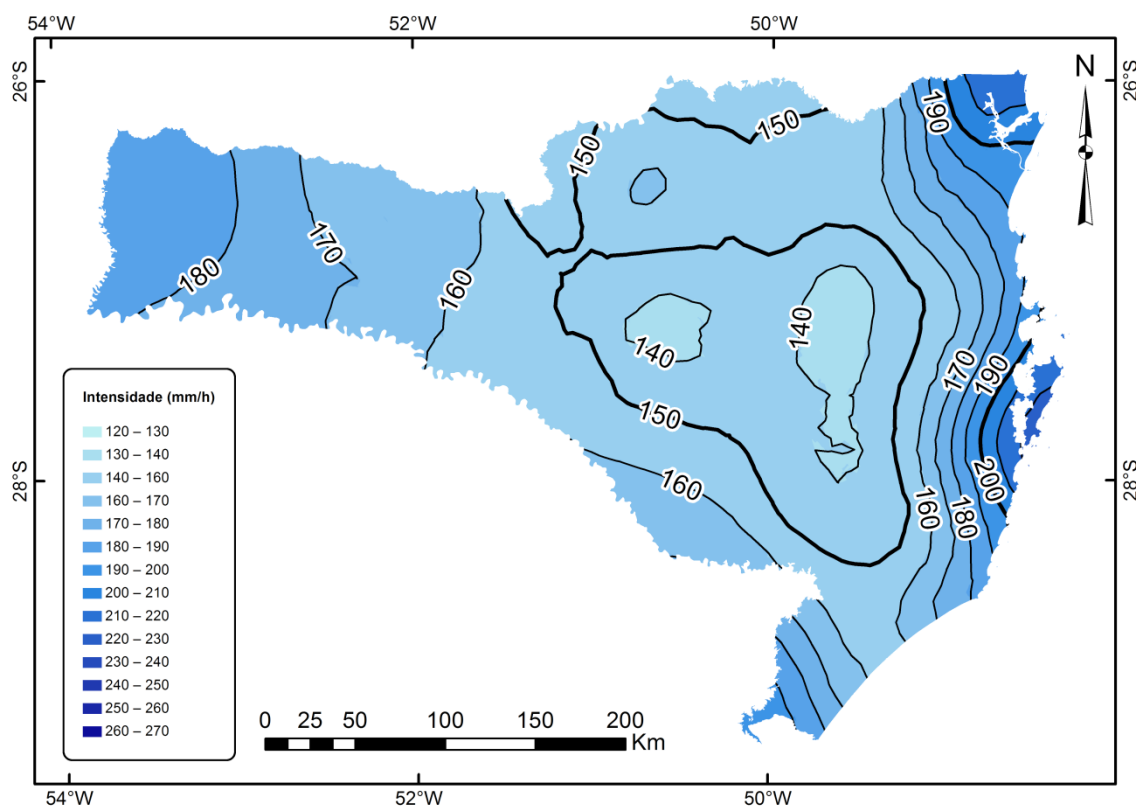 54°W 52°W 50°W
26°S 26°S
N
190
150
150
170
180
160
140
140
170
190
150
160
200
160
180
28°S 28°S
Intensidade (mm/h)
120 – 130
130 – 140
140 – 160
160 – 170
170 – 180
180 – 190
190 – 200
200 – 210
210 – 220
220 – 230
230 – 240
240 – 250
250 – 260
260 – 270
0 25 50 100 150 200
Km
54°W 52°W 50°W